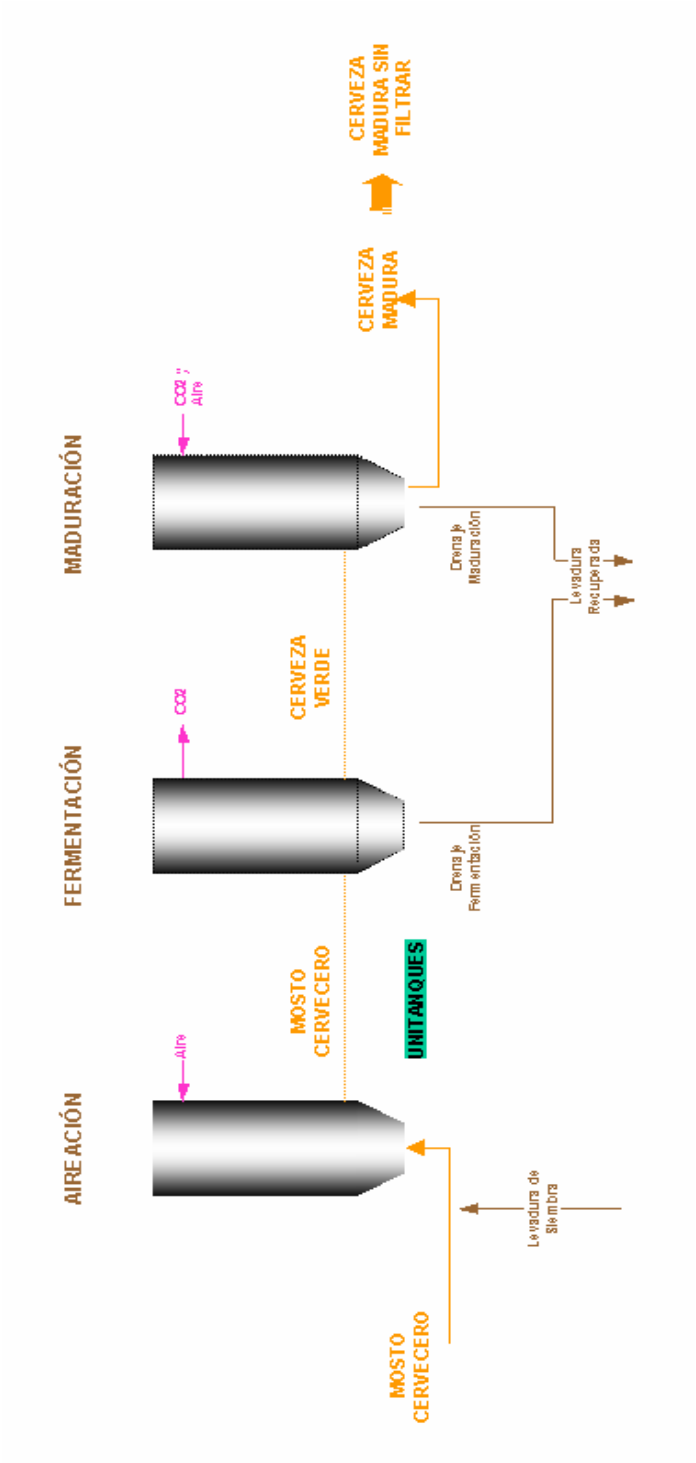 AIREACIÓN
FERMENTACIÓN
MADURACIÓN
Aire
CO2
CO2 y
Aire
MOSTO
CERVECERO
CERVEZA
VERDE
MOSTO
CERVECERO
UNITANQUES
CERVEZA
MADURA
CERVEZA
MADURA SIN
FILTRAR
Levadura de
Siembra
Drenaje
Fermentación
Drenaje
Maduración
Levadura
Recuperada